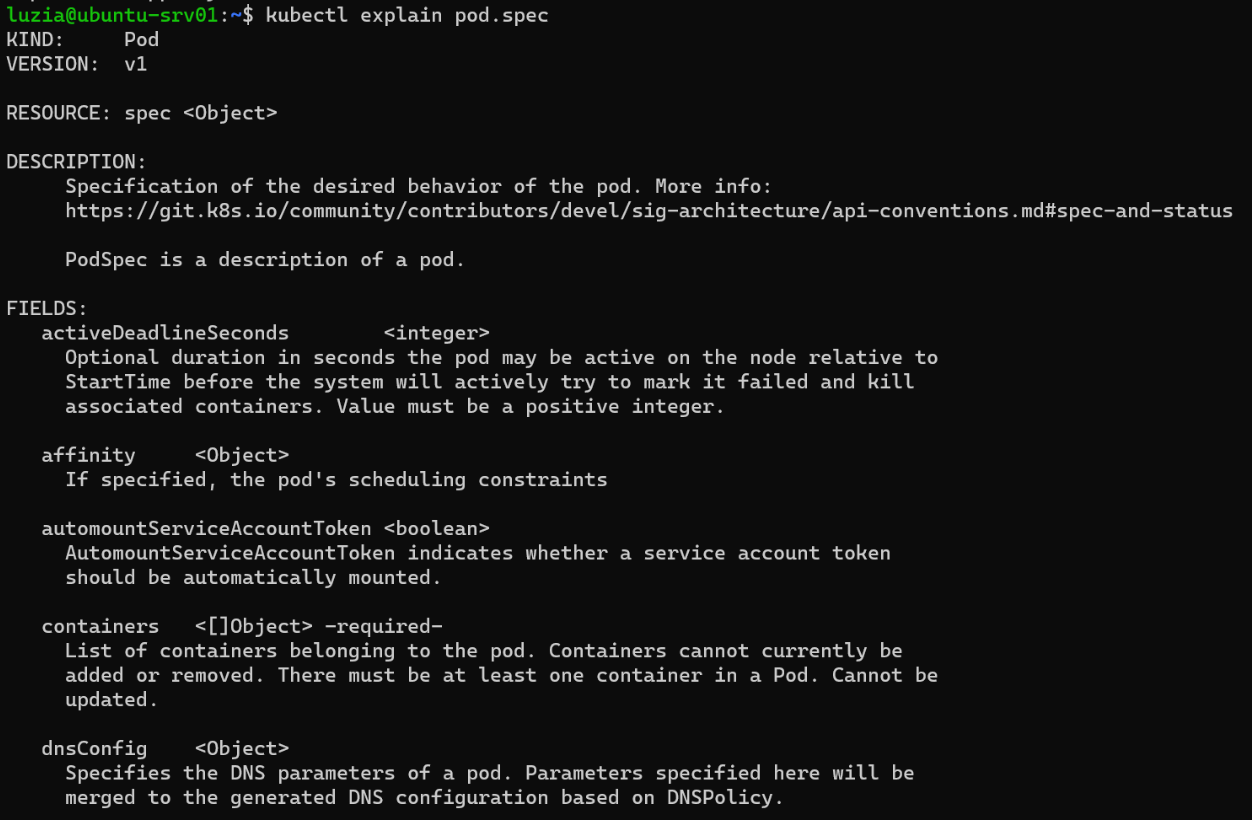 luzia@ubuntu-srv01:~$ kubectl explain pod.spec
KIND:     Pod
VERSION:  v1

RESOURCE: spec <Object>

DESCRIPTION:
     Specification of the desired behavior of the pod. More info:
     https://git.k8s.io/community/contributors/devel/sig-architecture/api-conventions.md#spec-and-status

     PodSpec is a description of a pod.

FIELDS:
   activeDeadlineSeconds        <integer>
     Optional duration in seconds the pod may be active on the node relative to
     StartTime before the system will actively try to mark it failed and kill
     associated containers. Value must be a positive integer.

   affinity     <Object>
     If specified, the pod's scheduling constraints

   automountServiceAccountToken <boolean>
     AutomountServiceAccountToken indicates whether a service account token
     should be automatically mounted.

   containers   <[]Object> -required-
     List of containers belonging to the pod. Containers cannot currently be
     added or removed. There must be at least one container in a Pod. Cannot be
     updated.

   dnsConfig    <Object>
     Specifies the DNS parameters of a pod. Parameters specified here will be
     merged to the generated DNS configuration based on DNSPolicy.